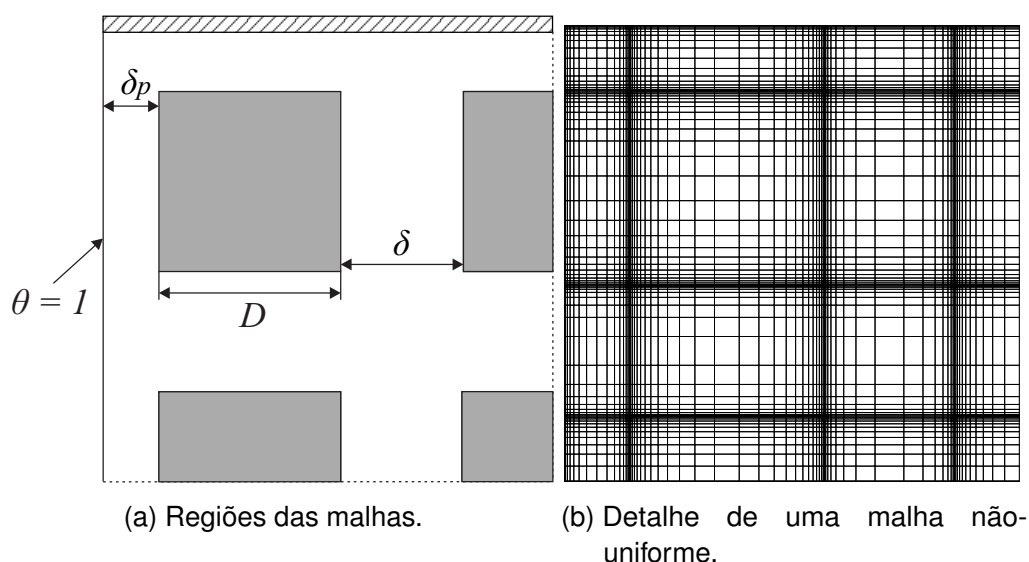 δp
δ
D
θ = 1
(a) Regiões das malhas.
(b) Detalhe de uma malha não-
uniforme.